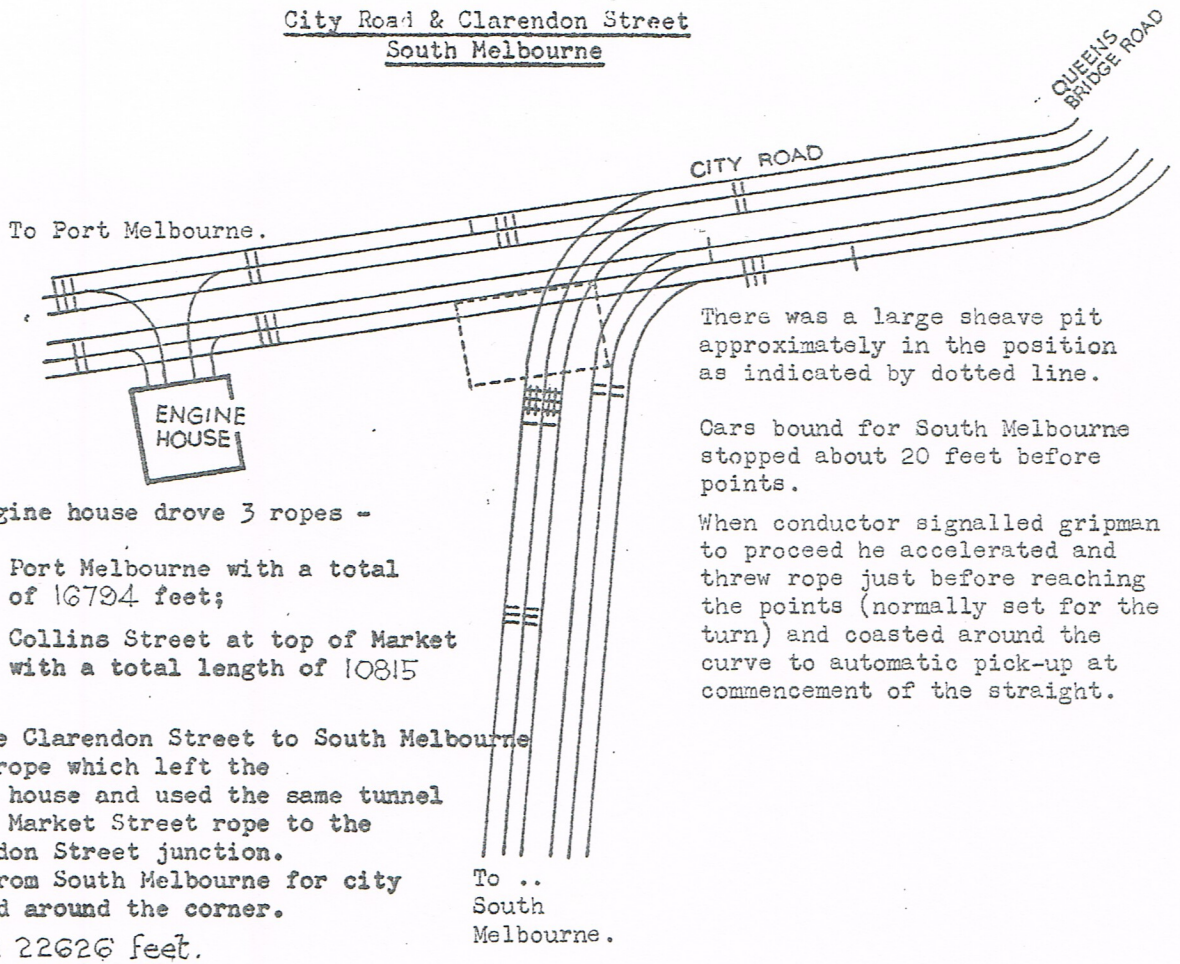 City Road & Clarendon Street
South Melbourne
QUEENS
BRIDGE ROAD
CITY ROAD
To Port Melbourne.
ENGINE
HOUSE
There was a large sheave pit
approximately in the position
as indicated by dotted line.
Cars bound for South Melbourne
stopped about 20 feet before
points.
When conductor signalled gripman
to proceed he accelerated and
threw rope just before reaching
the points (normally set for the
turn) and coasted around the
curve to automatic pick-up at
commencement of the straight.
gine house drove 3 ropes -
Port Melbourne with a total
of 16794 feet;
Collins Street at top of Market
with a total length of 10815
e Clarendon Street to South Melbourne
rope which left the
house and used the same tunnel
Market Street rope to the
don Street junction.
rom South Melbourne for city
d around the corner.
22626 feet.
To ..
South
Melbourne.